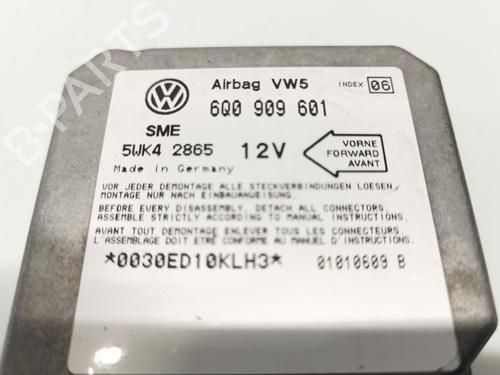 B-PARTS
Airbag VW5
INDEX 06
6Q0 909 601
SME
5WK4 2865
12V
VORNE
FORWARD
AVANT
Made in Germany
VOR JEDER DEMONTAGE ALLE STECKVERBINDUNGEN LOESEN,
MONTAGE NUR NACH EINBAUANWEISUNG.
BEFORE EVERY DISASSEMBLY, DETACH ALL CONNECTORS,
ASSEMBLE STRICTLY ACCORDING TO MANUAL INSTRUCTIONS.
AVANT TOUT DEMONTAGE ENLEVER TOUS LES CONNECTEURS.
L'ASSEMBLAGE DOIT ETRE CONFORME AU MANUEL D'INSTRUCTIONS.
*0030ED10KLH3*
01010609 B